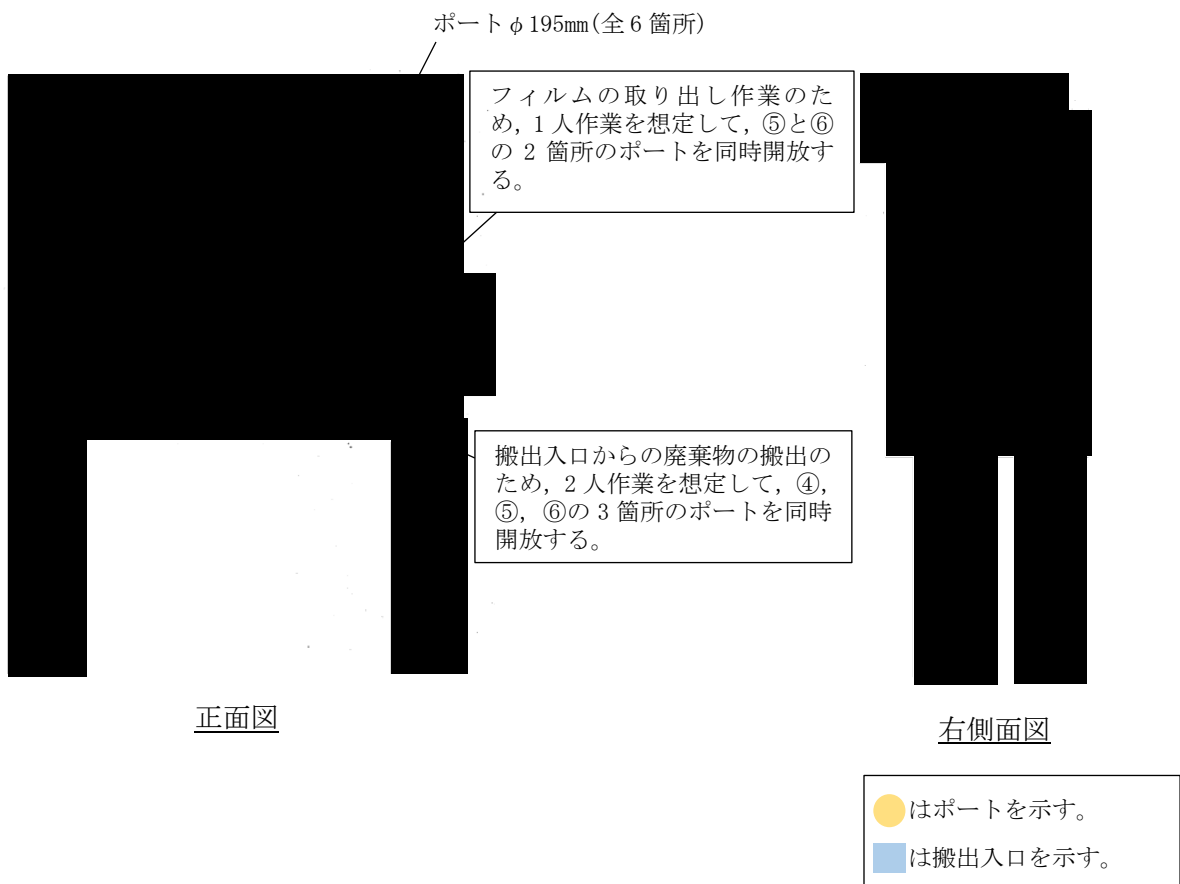 ポートφ195mm(全6箇所)
フィルムの取り出し作業のた
め, 1人作業を想定して, ⑤と⑥
の 2 箇所のポートを同時開放す
る。
搬出入口からの廃棄物の搬出の
ため, 2人作業を想定して, ④,
⑤, ⑥の3箇所のポートを同時
開放する。
正面図
右側面図
はポートを示す。
は搬出入口を示す。